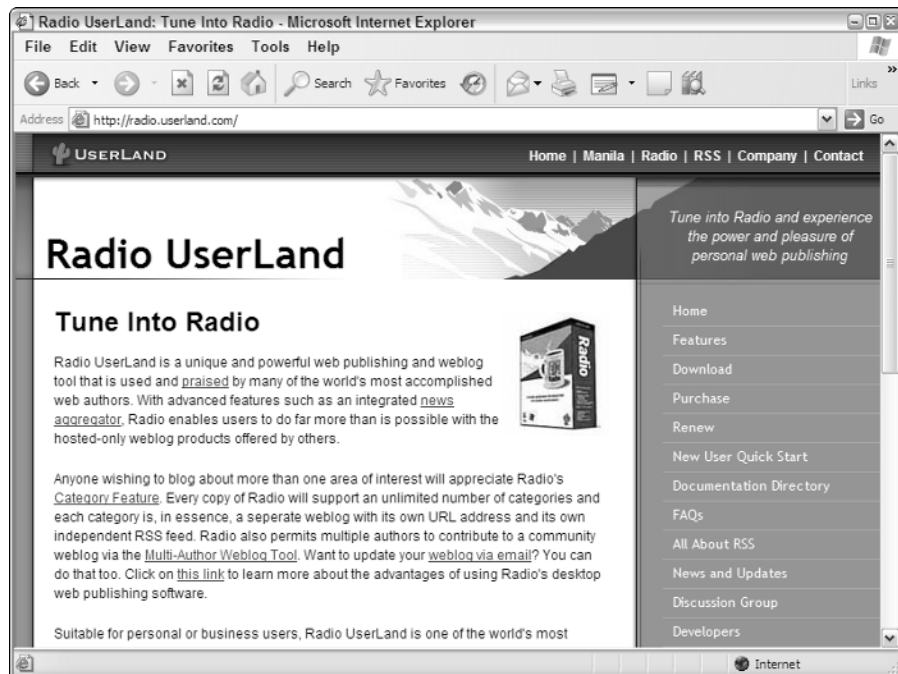 Radio UserLand: Tune Into Radio - Microsoft Internet Explorer
File Edit View Favorites Tools Help
Back Search Favorites Links
Address http://radio.userland.com/ Go
USERLAND
Home | Manila | Radio | RSS | Company | Contact
Radio UserLand
Tune into Radio and experience
the power and pleasure of
personal web publishing
Tune Into Radio
Radio
Radio UserLand is a unique and powerful web publishing and weblog
tool that is used and praised by many of the world's most accomplished
web authors. With advanced features such as an integrated news
aggregator, Radio enables users to do far more than is possible with the
hosted-only weblog products offered by others.
Anyone wishing to blog about more than one area of interest will appreciate Radio's
Category Feature. Every copy of Radio will support an unlimited number of categories and
each category is, in essence, a seperate weblog with its own URL address and its own
independent RSS feed. Radio also permits multiple authors to contribute to a community
weblog via the Multi-Author Weblog Tool. Want to update your weblog via email? You can
do that too. Click on this link to learn more about the advantages of using Radio's desktop
web publishing software.
Suitable for personal or business users, Radio UserLand is one of the world's most
Home
Features
Download
Purchase
Renew
New User Quick Start
Documentation Directory
FAQs
All About RSS
News and Updates
Discussion Group
Developers
Internet